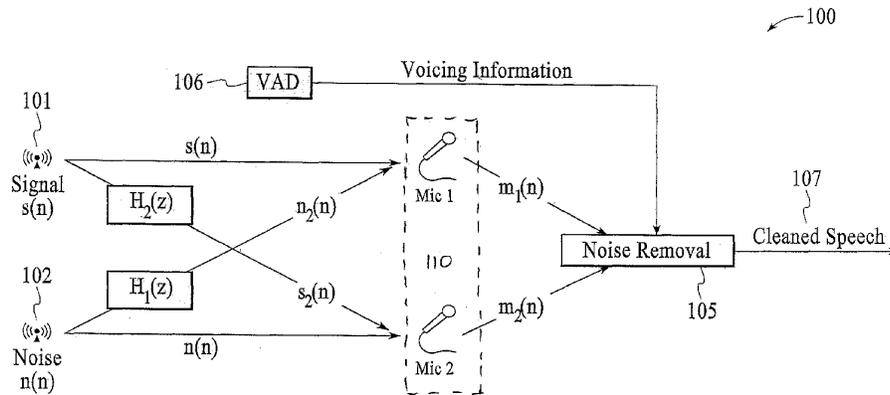 100
106 VAD Voicing Information
101
Signal
s(n)
s(n)
H2(z)
n2(n)
Mic 1
m1(n)
107
Cleaned Speech
Noise Removal
105
110
102
H1(z)
s2(n)
m2(n)
Noise
n(n)
n(n)
Mic 2